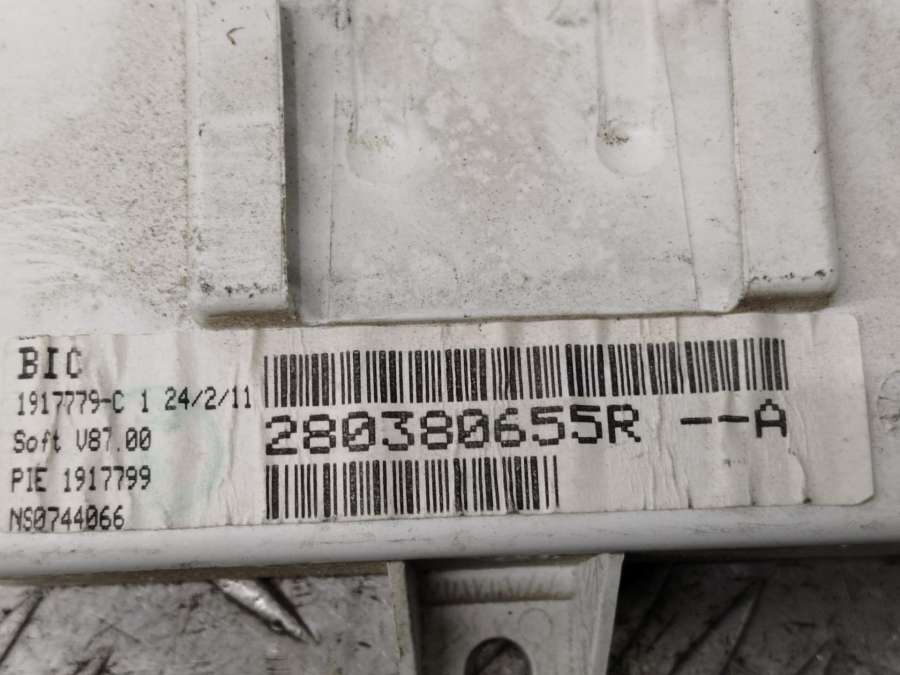 BIC
1917779-C 1 24/2/11
Soft V87.00
PIE 1917799
NS0744066
280380655R --A